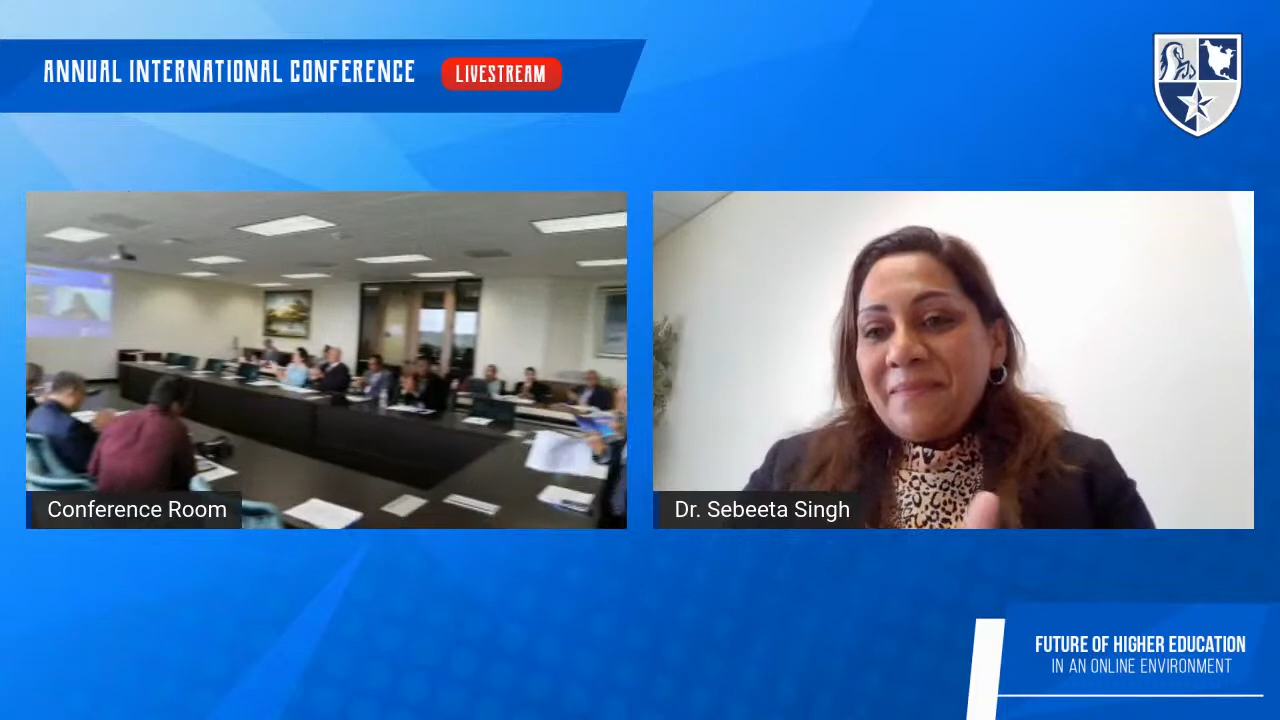 ANNUAL INTERNATIONAL CONFERENCE
LIVESTREAM
Conference Room
Dr. Sebeeta Singh
FUTURE OF HIGHER EDUCATION
IN AN ONLINE ENVIRONMENT